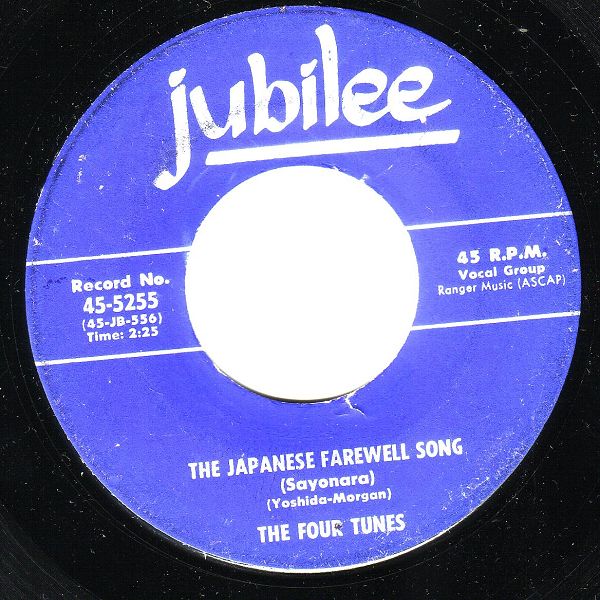 jubilee
Record No.
45-5255
(45-JB-556)
Time: 2:25
45 R.P.M.
Vocal Group
Ranger Music (ASCAP)
THE JAPANESE FAREWELL SONG
(Sayonara)
(Yoshida-Morgan)
THE FOUR TUNES